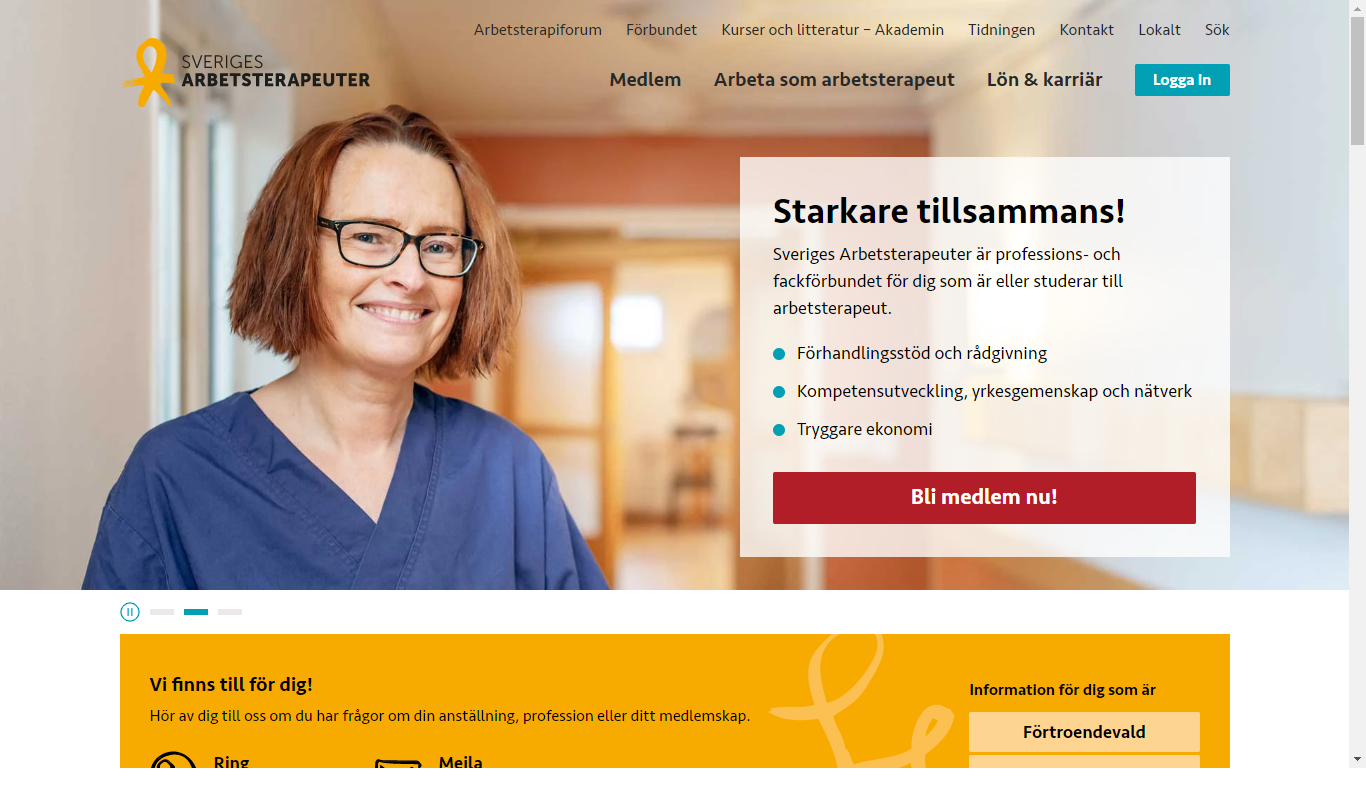 Arbetsterapiforum Förbundet Kurser och litteratur – Akademin Tidningen Kontakt Lokalt Sök
SVERIGES
ARBETSTERAPEUTER
Medlem Arbeta som arbetsterapeut Lön & karriär Logga In
Starkare tillsammans!
Sveriges Arbetsterapeuter är professions- och
fackförbundet för dig som är eller studerar till
arbetsterapeut.
Förhandlingsstöd och rådgivning
Kompetensutveckling, yrkesgemenskap och nätverk
Tryggare ekonomi
Bli medlem nu!
Vi finns till för dig!
Hör av dig till oss om du har frågor om din anställning, profession eller ditt medlemskap.
Ring
Mejla
Information för dig som är
Förtroendevald